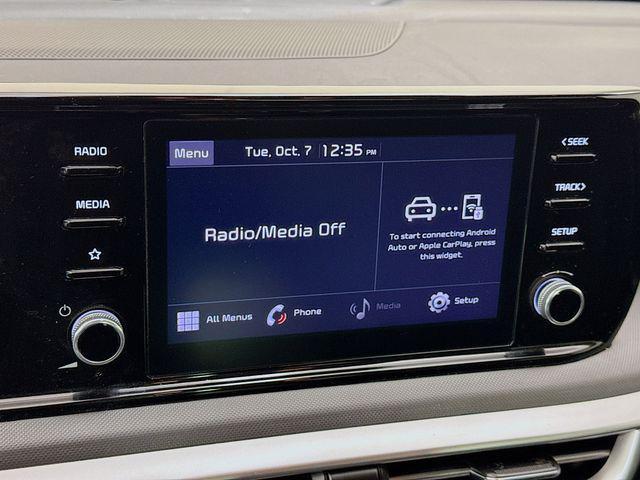 RADIO
MEDIA
Menu
Tue, Oct. 7 12:35 PM
Radio/Media Off
To start connecting Android
Auto or Apple CarPlay, press
this widget.
All Menus
Phone
Media
Setup
<SEEK
TRACK>
SETUP